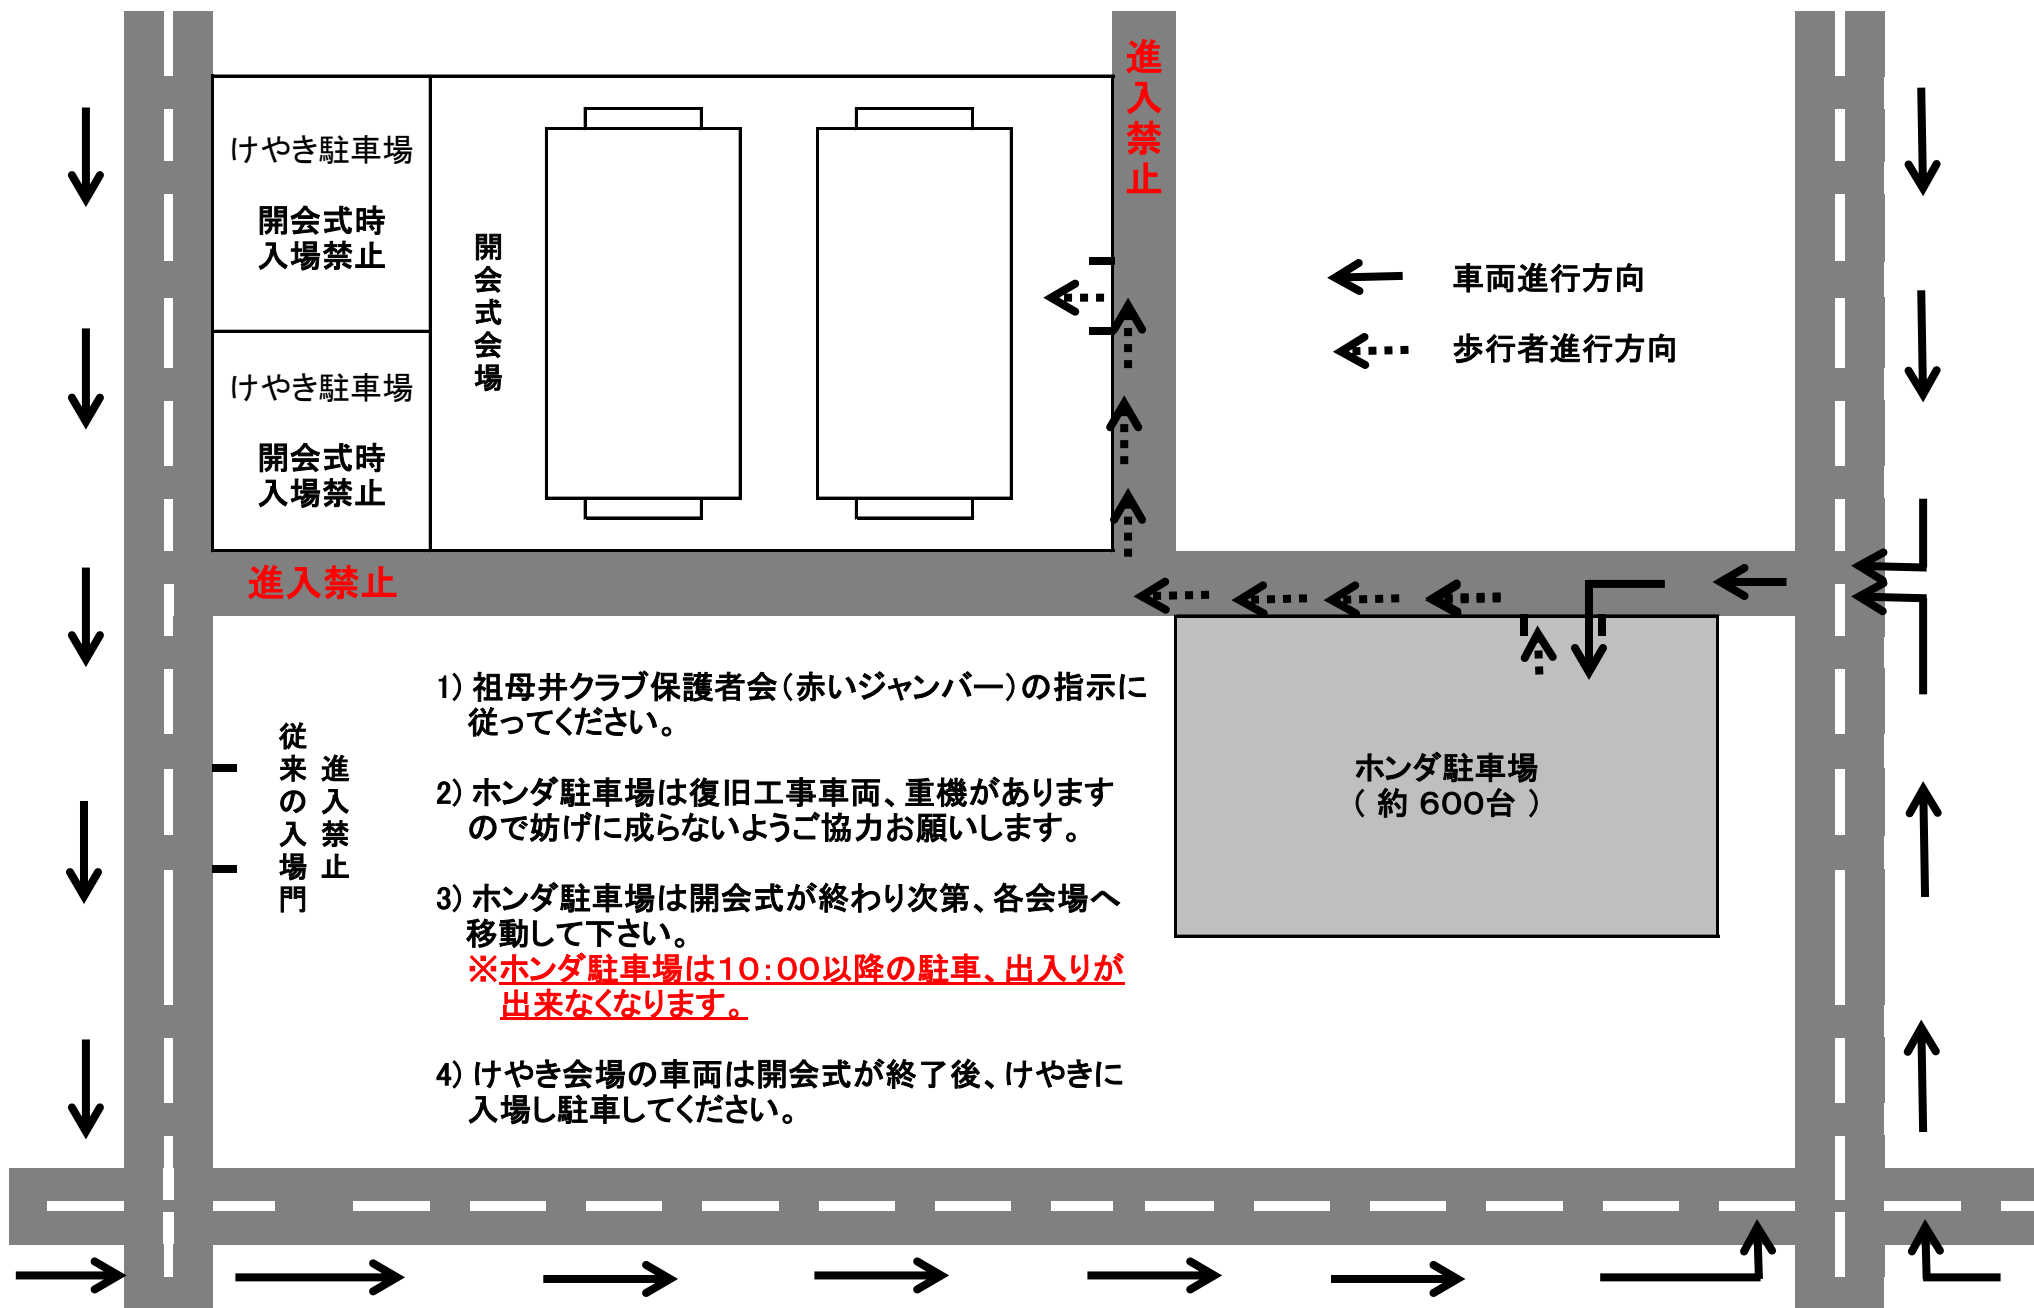 進入禁止
けやき駐車場
開会式時
入場禁止
開会式会場
車両進行方向
歩行者進行方向
けやき駐車場
開会式時
入場禁止
進入禁止
従来の入場門
進入禁止
1) 祖母井クラブ保護者会（赤いジャンバー）の指示に
従ってください。
2) ホンダ駐車場は復旧工事車両、重機があります
ので妨げに成らないようご協力お願いします。
3) ホンダ駐車場は開会式が終わり次第、各会場へ
移動して下さい。
※ホンダ駐車場は１０：００以降の駐車、出入りが
出来なくなります。
4) けやき会場の車両は開会式が終了後、けやきに
入場し駐車してください。
ホンダ駐車場
（ 約 ６００台 ）